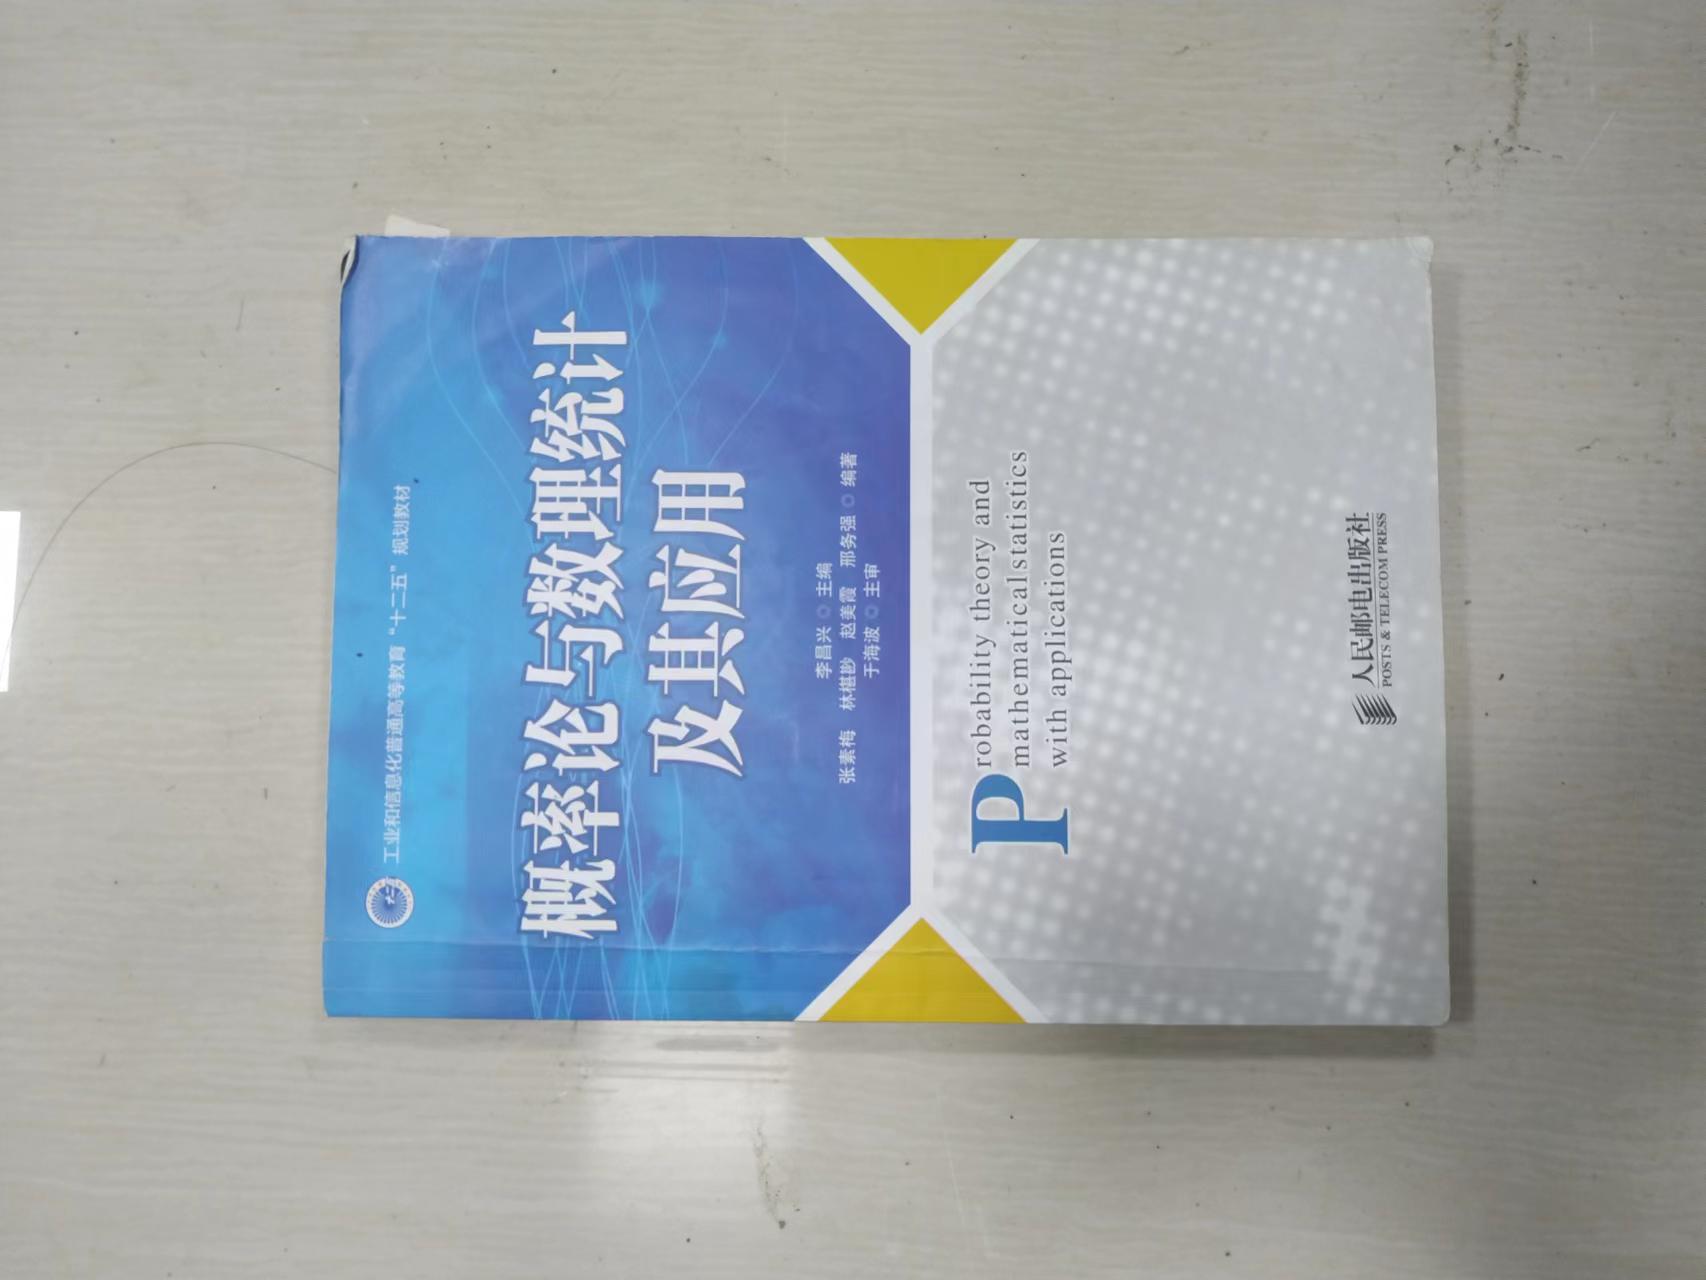 工业和信息化普通高等教育“十二五”规划教材
概率论与数理统计
及其应用
李昌兴◎主编
张素梅 林椹尠 赵美霞 邢务强◎编著
于海波◎主审
Probability theory and
mathematicalstatistics
with applications
人民邮电出版社
POSTS & TELECOM PRESS